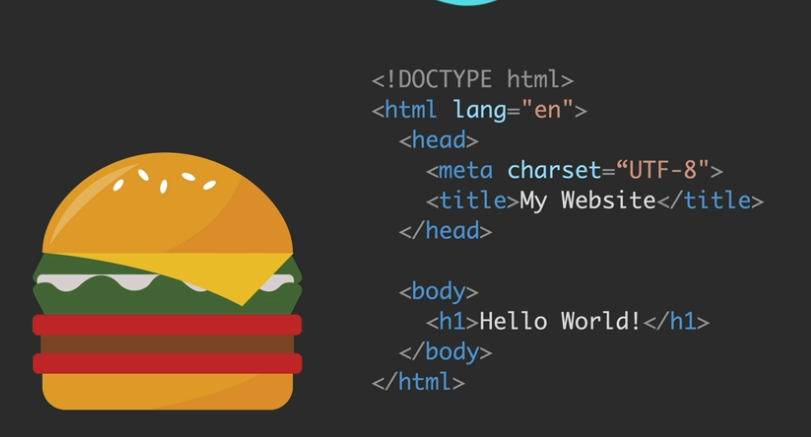 <!DOCTYPE html>
<html lang="en">
<head>
<meta charset=“UTF-8">
<title>My Website</title>
</head>
<body>
<h1>Hello World!</h1>
</body>
</html>